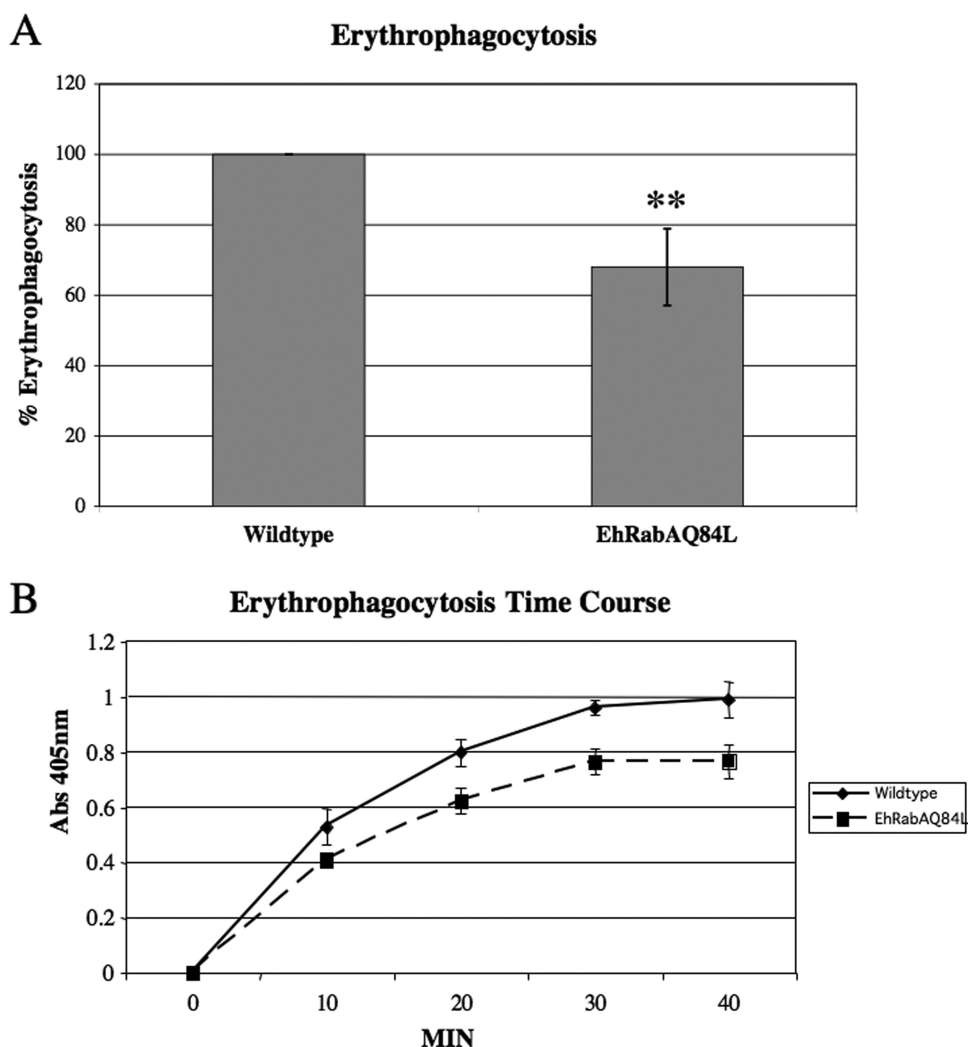 A
Erythrophagocytosis
120
100
80
60
40
20
0
% Erythrophagocytosis
**
Wildtype EhRabAQ84L
B
Erythrophagocytosis Time Course
1.2
1
0.8
0.6
0.4
0.2
0
Abs 405nm
0 10 20 30 40
MIN
Wildtype
EhRabAQ84L